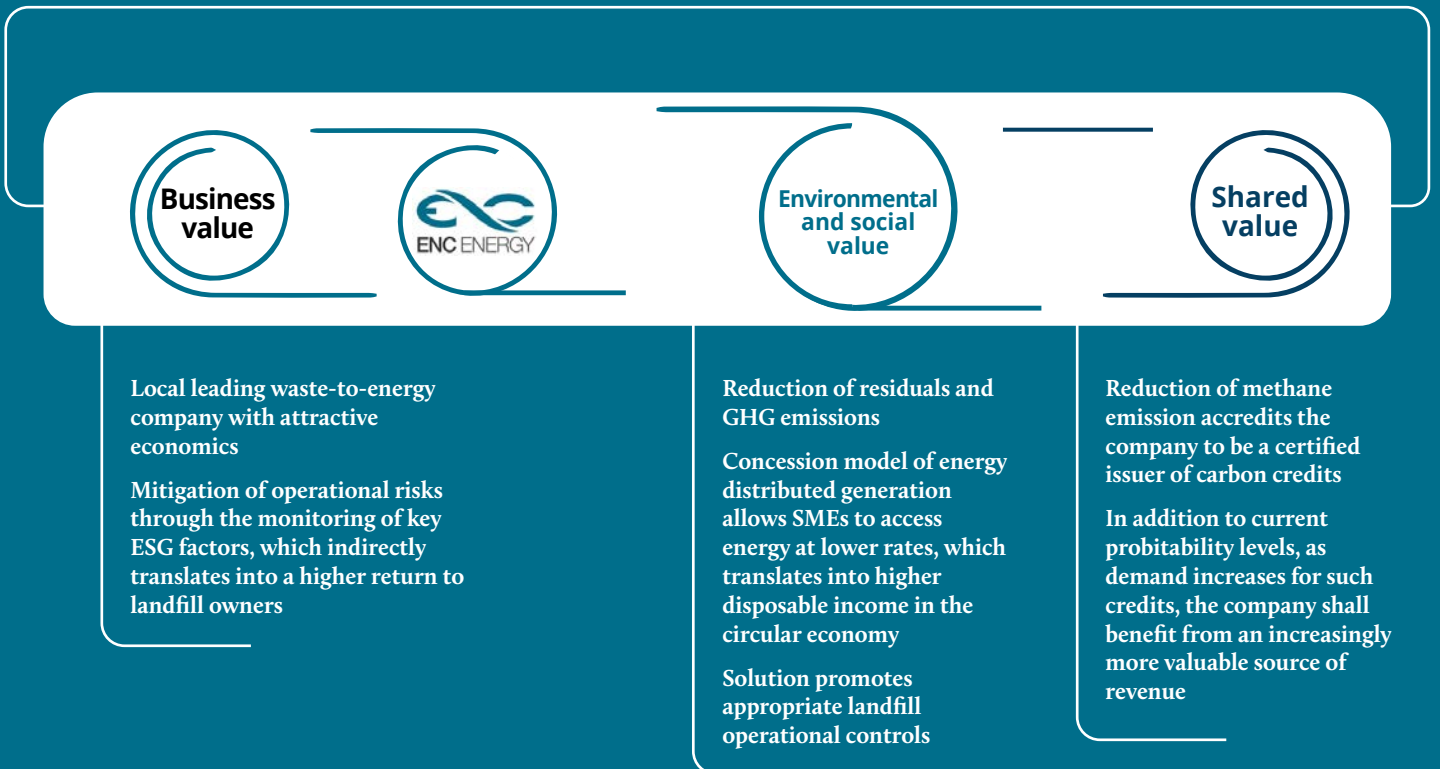 Business
value
ENC
ENC ENERGY
Environmental
and social
value
Shared
value
Local leading waste-to-energy
company with attractive
economics
Mitigation of operational risks
through the monitoring of key
ESG factors, which indirectly
translates into a higher return to
landfill owners
Reduction of residuals and
GHG emissions
Concession model of energy
distributed generation
allows SMEs to access
energy at lower rates, which
translates into higher
disposable income in the
circular economy
Solution promotes
appropriate landfill
operational controls
Reduction of methane
emission accredits the
company to be a certified
issuer of carbon credits
In addition to current
probitability levels, as
demand increases for such
credits, the company shall
benefit from an increasingly
more valuable source of
revenue